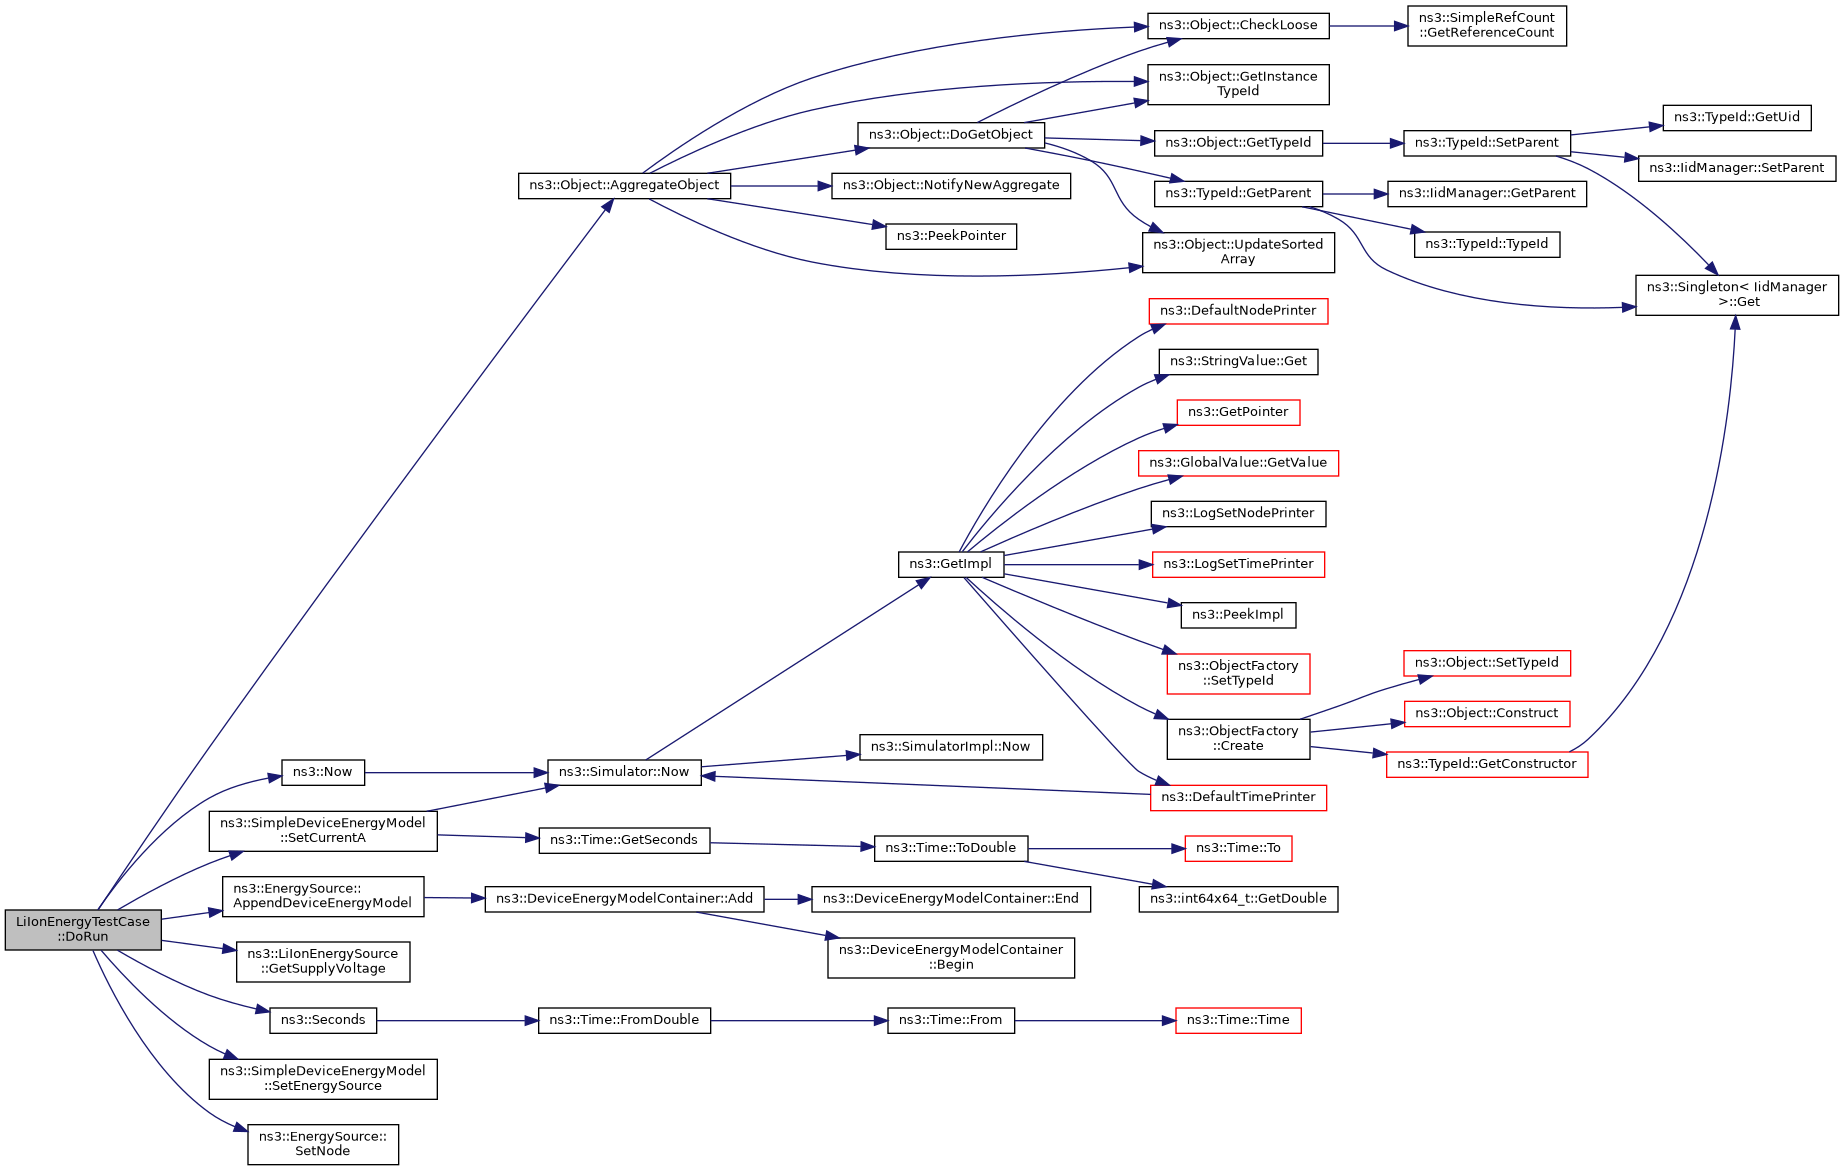 ns3::Object::CheckLoose
ns3::SimpleRefCount
::GetReferenceCount
ns3::Object::GetInstance
TypeId
ns3::Object::DoGetObject
ns3::Object::GetTypeId
ns3::TypeId::SetParent
ns3::TypeId::GetUid
ns3::IidManager::SetParent
ns3::Object::AggregateObject
ns3::Object::NotifyNewAggregate
ns3::TypeId::GetParent
ns3::IidManager::GetParent
ns3::PeekPointer
ns3::Object::UpdateSorted
Array
ns3::TypeId::TypeId
ns3::Singleton< IidManager
>::Get
ns3::DefaultNodePrinter
ns3::StringValue::Get
ns3::GetPointer
ns3::GlobalValue::GetValue
ns3::LogSetNodePrinter
ns3::GetImpl
ns3::LogSetTimePrinter
ns3::PeekImpl
ns3::ObjectFactory
::SetTypeId
ns3::Object::SetTypeId
ns3::ObjectFactory
::Create
ns3::Object::Construct
ns3::TypeId::GetConstructor
ns3::SimulatorImpl::Now
ns3::Now
ns3::Simulator::Now
ns3::DefaultTimePrinter
ns3::SimpleDeviceEnergyModel
::SetCurrentA
ns3::Time::GetSeconds
ns3::Time::ToDouble
ns3::Time::To
ns3::int64x64_t::GetDouble
ns3::EnergySource::
AppendDeviceEnergyModel
ns3::DeviceEnergyModelContainer::Add
ns3::DeviceEnergyModelContainer::End
ns3::DeviceEnergyModelContainer
::Begin
LiIonEnergyTestCase
::DoRun
ns3::LiIonEnergySource
::GetSupplyVoltage
ns3::Seconds
ns3::Time::FromDouble
ns3::Time::From
ns3::Time::Time
ns3::SimpleDeviceEnergyModel
::SetEnergySource
ns3::EnergySource::
SetNode